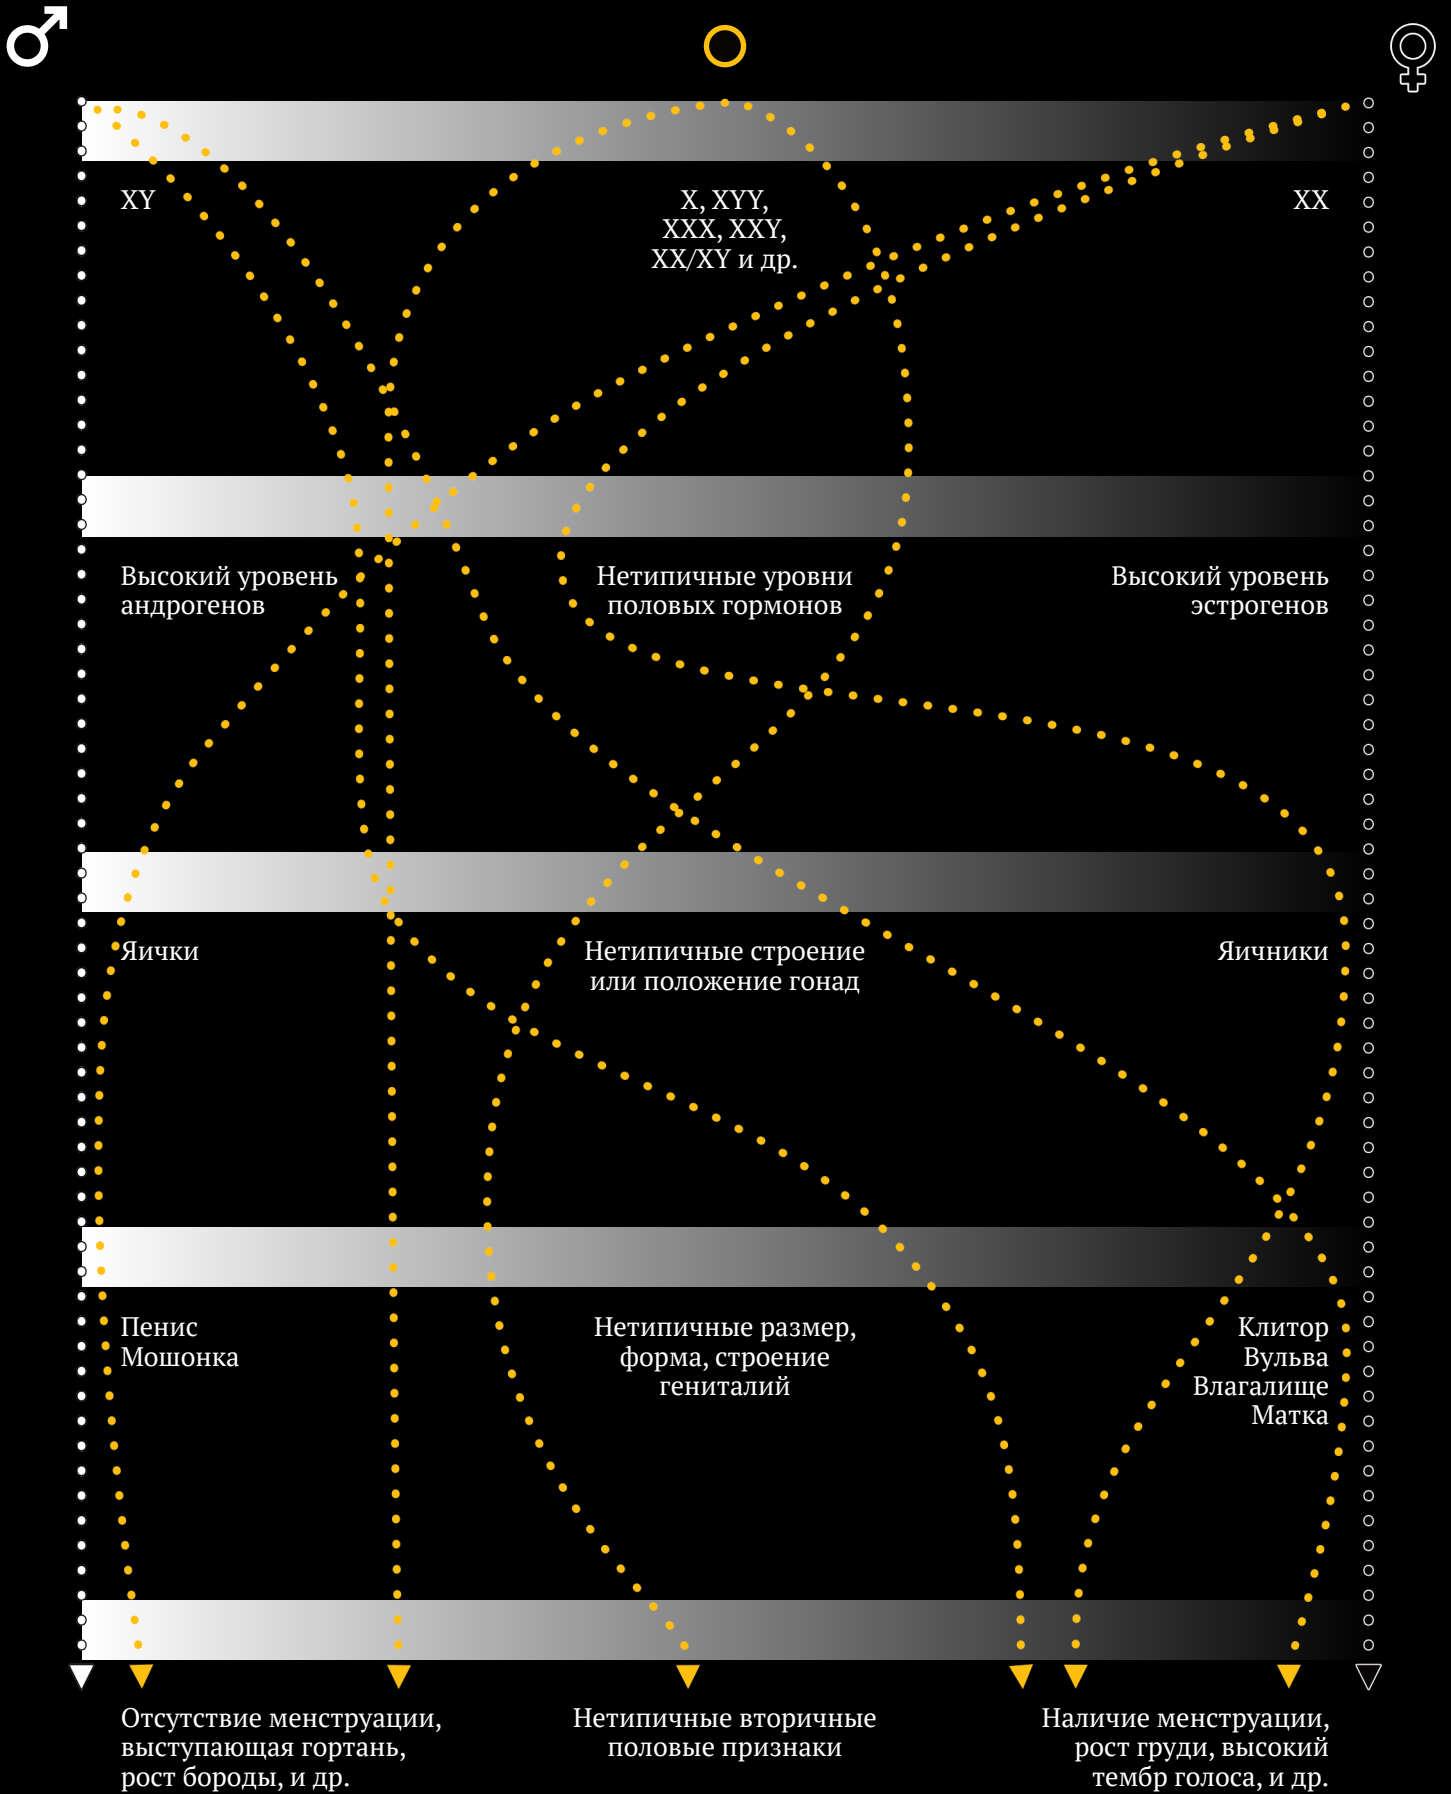 XY
X, XYY,
XXX, XXY,
XX/XY и др.
XX
Высокий уровень
андрогенов
Нетипичные уровни
половых гормонов
Высокий уровень
эстрогенов
Яички
Нетипичные строение
или положение гонад
Яичники
Пенис
Мошонка
Нетипичные размер,
форма, строение
гениталий
Клитор
Вульва
Влагалище
Матка
Отсутствие менструации,
выступающая гортань,
рост бороды, и др.
Нетипичные вторичные
половые признаки
Наличие менструации,
рост груди, высокий
тембр голоса, и др.